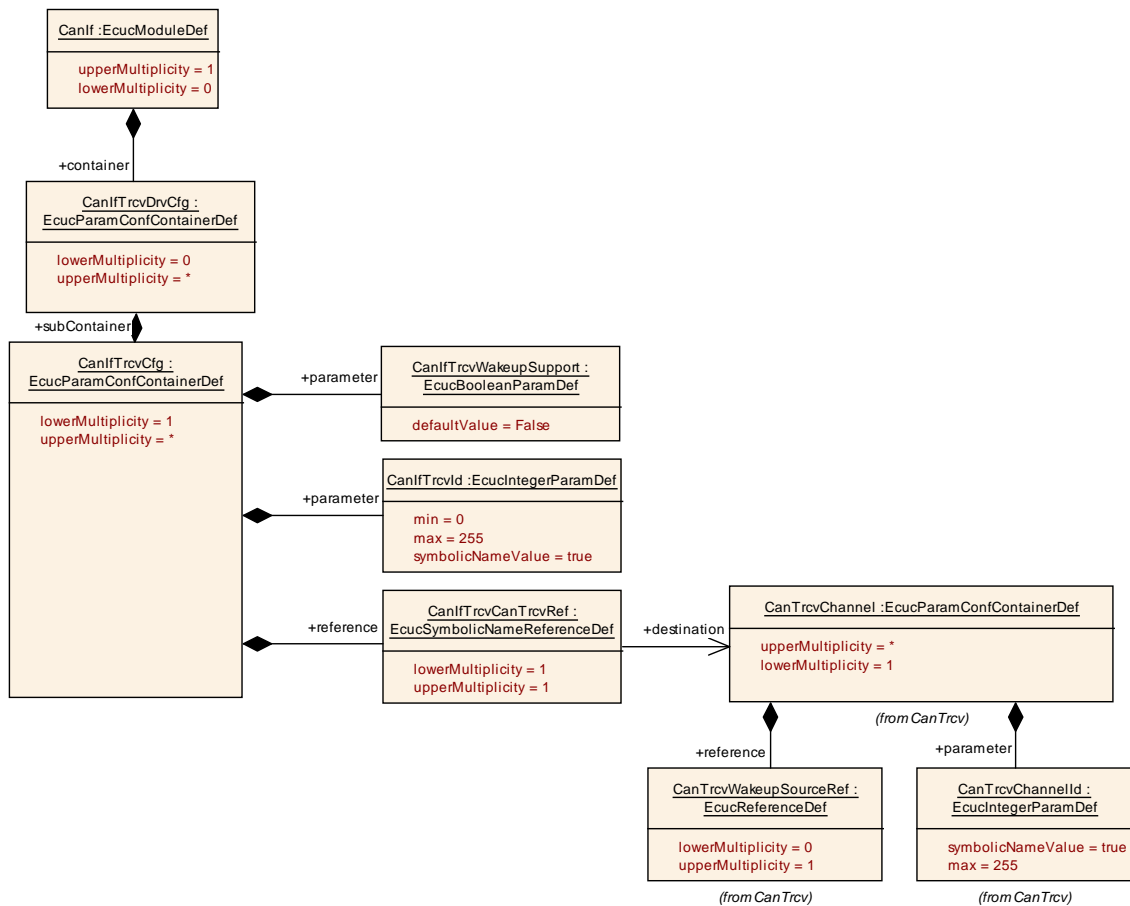 CanIf :EcucModuleDef
upperMultiplicity = 1
lowerMultiplicity = 0
+container
CanIfTrcvDrvCfg :
EcucParamConfContainerDef
lowerMultiplicity = 0
upperMultiplicity = *
+subContainer
CanIfTrcvCfg :
EcucParamConfContainerDef
lowerMultiplicity = 1
upperMultiplicity = *
+parameter
CanIfTrcvWakeupSupport :
EcucBooleanParamDef
defaultValue = False
+parameter
CanIfTrcvId :EcucIntegerParamDef
min = 0
max = 255
symbolicNameValue = true
+reference
CanIfTrcvCanTrcvRef :
EcucSymbolicNameReferenceDef
lowerMultiplicity = 1
upperMultiplicity = 1
+destination
CanTrcvChannel :EcucParamConfContainerDef
upperMultiplicity = *
lowerMultiplicity = 1
(from CanTrcv)
+reference
CanTrcvWakeupSourceRef :
EcucReferenceDef
lowerMultiplicity = 0
upperMultiplicity = 1
(from CanTrcv)
+parameter
CanTrcvChannelId :
EcucIntegerParamDef
symbolicNameValue = true
max = 255
(from CanTrcv)